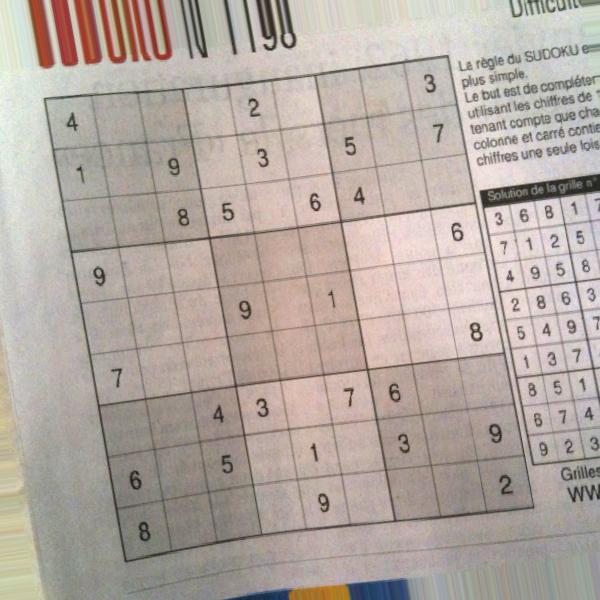 SUDOKU N°1198
Difficult
4 2 3
1 9 3 5 7
8 5 6 4
9 6
9 1
7 8
4 3 7 6
6 5 1 3 9
8 9 2
La règle du SUDOKU e
plus simple.
Le but est de compléter
utilisant les chiffres de 1
tenant compte que cha
colonne et carré contie
chiffres une seule fois
Solution de la grille n°
3 6 8 1 7
7 1 2 5
4 9 5 8
2 8 6 3
5 4 9 7
1 3 7
8 5 1
6 7 4
9 2 3
Grilles
WW